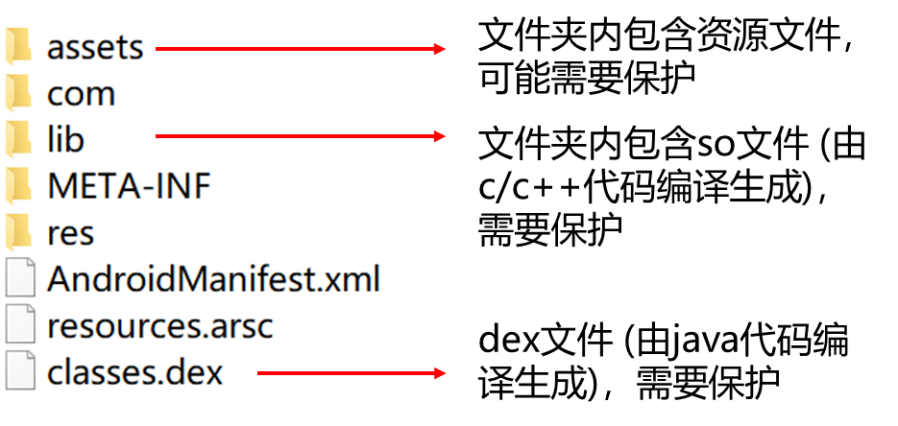 assets
com
lib
META-INF
res
AndroidManifest.xml
resources.arsc
classes.dex
文件夹内包含资源文件，
可能需要保护
文件夹内包含so文件 (由
c/c++代码编译生成)，
需要保护
dex文件 (由java代码编
译生成)，需要保护